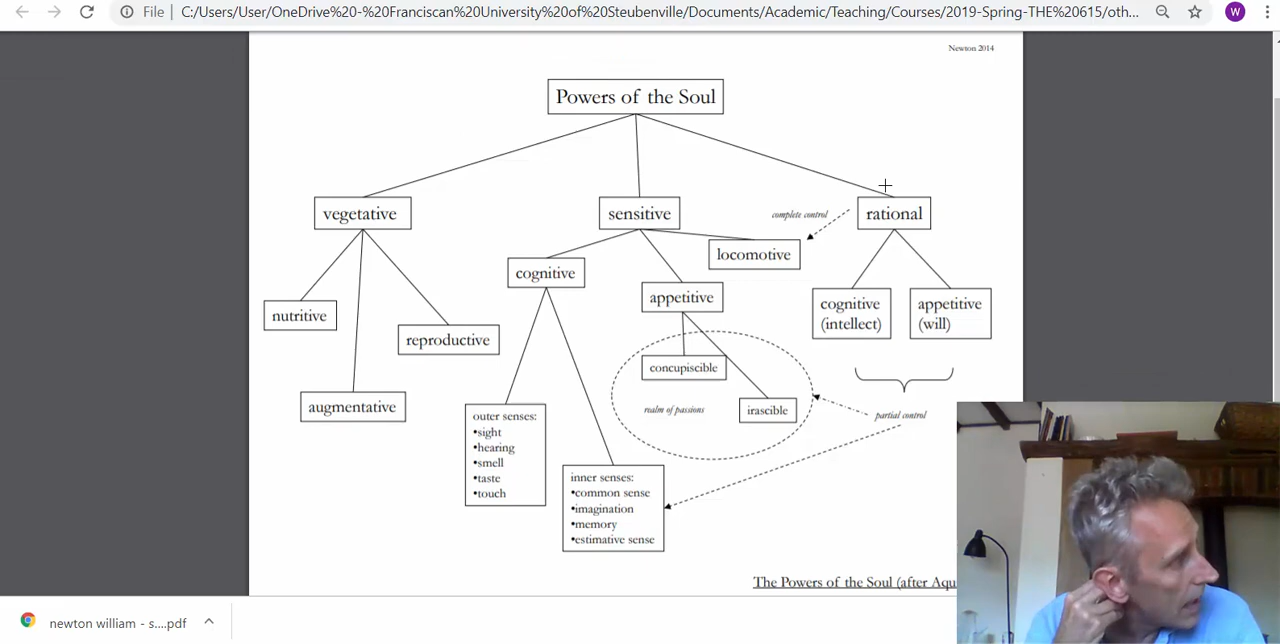 File
C:/Users/User/OneDrive%20-%20Franciscan%20University%20of%20Steubenville/Documents/Academic/Teaching/Courses/2019-Spring-THE%20615/oth...
W
Newton 2014
Powers of the Soul
vegetative
sensitive
complete control
rational
locomotive
cognitive
appetitive
cognitive
(intellect)
appetitive
(will)
nutritive
reproductive
concupiscible
augmentative
realm of passions
irascible
partial control
outer senses:
•sight
•hearing
•smell
•taste
•touch
inner senses:
•common sense
•imagination
•memory
•estimative sense
The Powers of the Soul (after Aqu
newton william - s....pdf